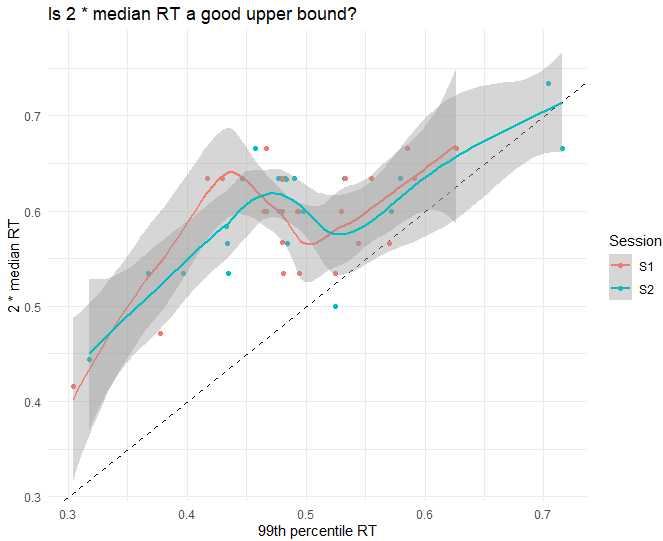 Is 2 * median RT a good upper bound?
2 * median RT
0.7
0.6
0.5
0.4
0.3
0.3 0.4 0.5 0.6 0.7
99th percentile RT
Session
S1
S2